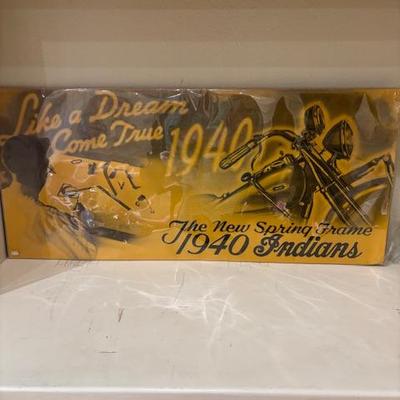 Like a Dream
Come True
1940
The New Spring Frame
1940 Indians